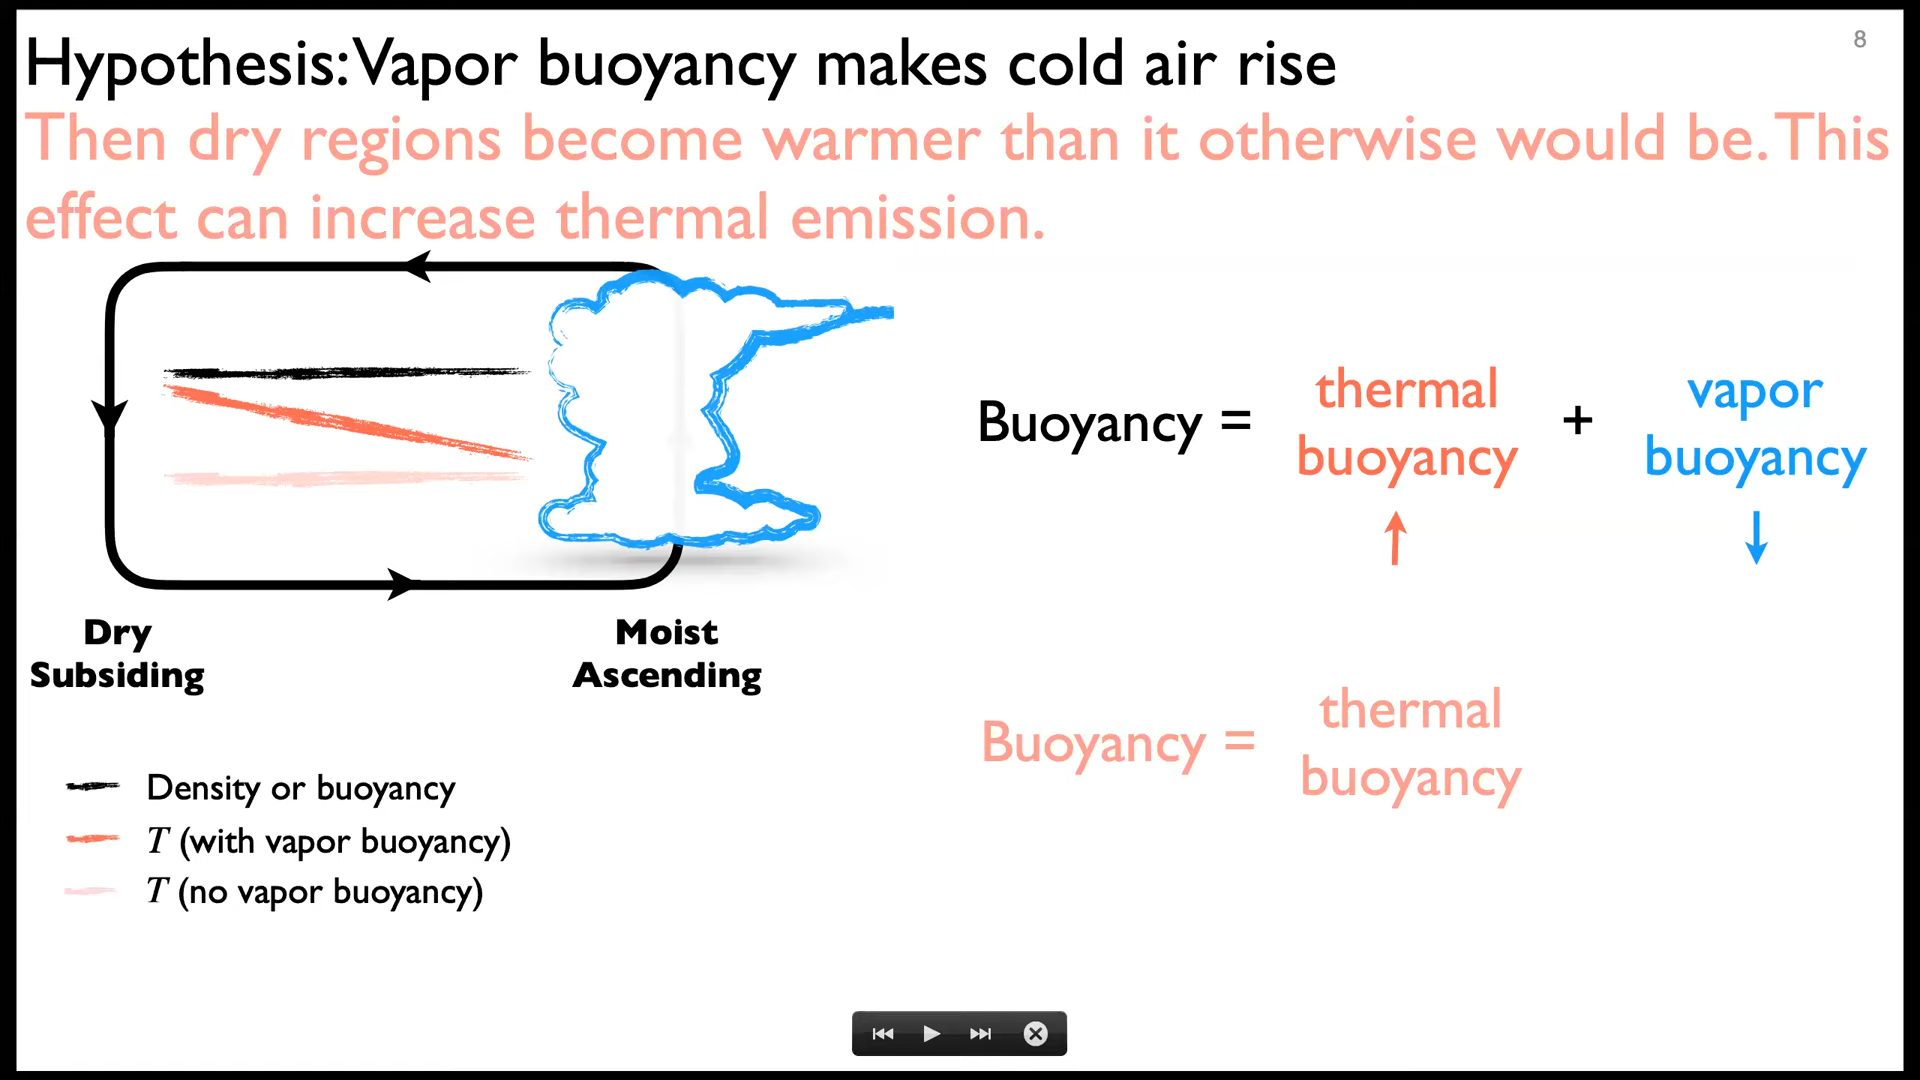 8
Hypothesis: Vapor buoyancy makes cold air rise
Then dry regions become warmer than it otherwise would be. This
effect can increase thermal emission.
Buoyancy = thermal buoyancy + vapor buoyancy
Dry
Subsiding
Moist
Ascending
Buoyancy = thermal buoyancy
Density or buoyancy
T (with vapor buoyancy)
T (no vapor buoyancy)